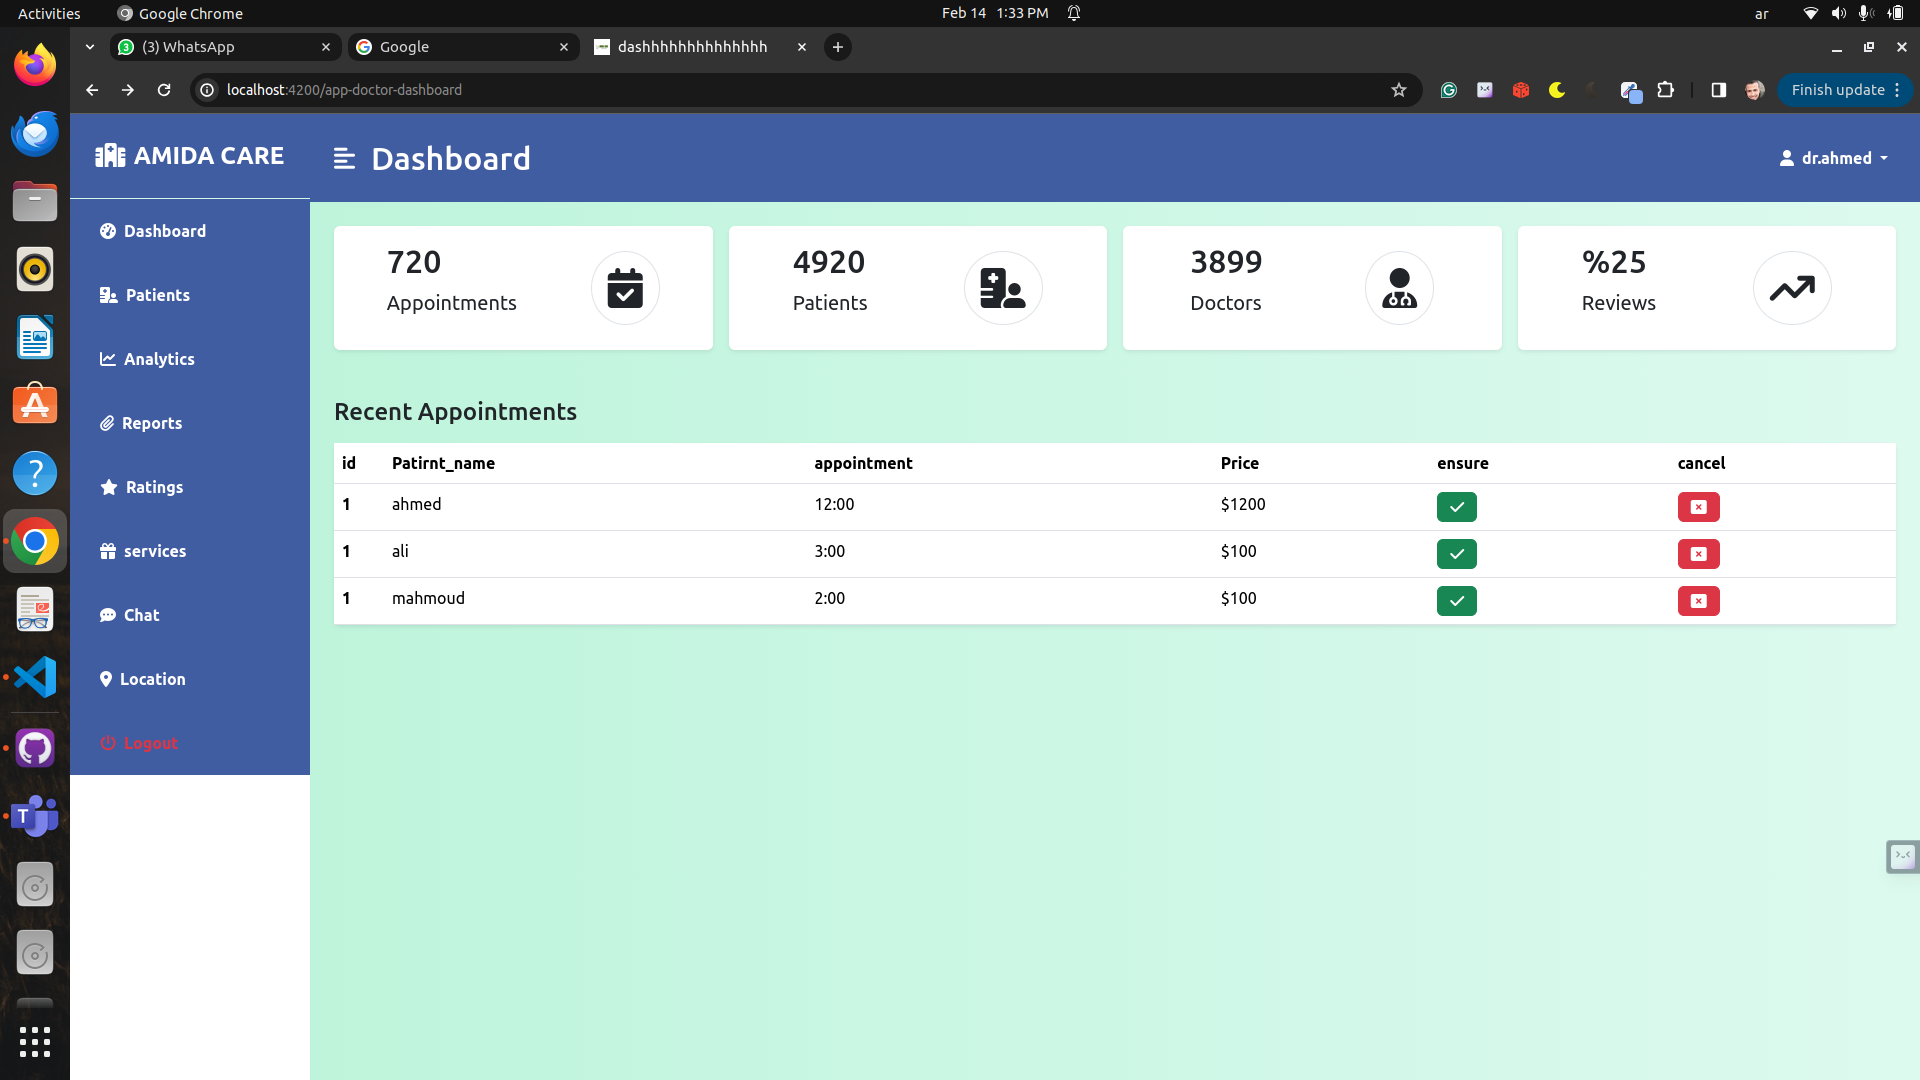 Activities Google Chrome Feb 14 1:33 PM ar
(3) WhatsApp Google dashhhhhhhhhhhhhhh
localhost:4200/app-doctor-dashboard Finish update
AMIDA CARE
Dashboard
dr.ahmed
Dashboard
Patients
Analytics
Reports
Ratings
services
Chat
Location
Logout
720
Appointments
4920
Patients
3899
Doctors
%25
Reviews
Recent Appointments
id Patirnt_name appointment Price ensure cancel
1 ahmed 12:00 $1200
1 ali 3:00 $100
1 mahmoud 2:00 $100